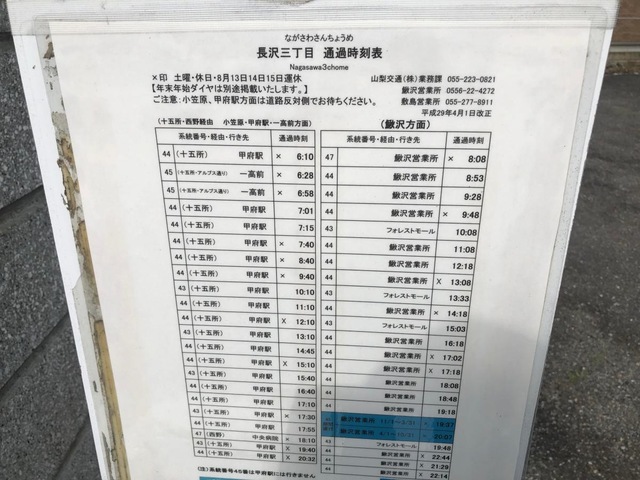 ながさわさんちょうめ
長沢三丁目 通過時刻表
Nagasawa3chome
×印 土曜・休日・8月13日14日15日運休
【年末年始ダイヤは別途掲載いたします。】
ご注意:小笠原、甲府駅方面は道路反対側でお待ちください。
山梨交通(株)業務課 055-223-0821
鰍沢営業所 0556-22-4272
敷島営業所 055-277-8911
平成29年4月1日改正
(十五所・西野経由 小笠原・甲府駅・一高前方面)
系統番号・経由・行き先 通過時刻
44 (十五所) 甲府駅 × 6:10
45 (十五所・アルプス通り) 一高前 × 6:28
45 (十五所・アルプス通り) 一高前 × 6:58
44 (十五所) 甲府駅 7:01
44 (十五所) 甲府駅 7:15
44 (十五所) 甲府駅 × 7:40
44 (十五所) 甲府駅 × 8:40
44 (十五所) 甲府駅 × 9:40
43 (十五所) 甲府駅 10:10
44 (十五所) 甲府駅 11:10
44 (十五所) 甲府駅 X 12:10
43 (十五所) 甲府駅 13:10
44 (十五所) 甲府駅 14:45
44 (十五所) 甲府駅 X 15:10
43 (十五所) 甲府駅 15:40
44 (十五所) 甲府駅 16:40
44 (十五所) 甲府駅 17:10
43 (十五所) 甲府駅 × 17:30
44 (十五所) 甲府駅 17:55
47 (西野) 中央病院 × 18:10
43 (十五所) 甲府駅 X 19:40
44 (十五所) 甲府駅 X 20:32
(注)系統番号45番は甲府駅には行きません
(鰍沢方面)
系統番号・経由・行き先 通過時刻
47 鰍沢営業所 × 8:08
44 鰍沢営業所 8:53
44 鰍沢営業所 9:28
44 鰍沢営業所 × 9:48
43 フォレストモール 10:08
44 鰍沢営業所 11:08
44 鰍沢営業所 12:18
44 鰍沢営業所 X 13:08
43 フォレストモール 13:33
44 鰍沢営業所 × 14:18
43 フォレストモール 15:03
44 鰍沢営業所 16:18
44 鰍沢営業所 X 17:02
44 鰍沢営業所 X 17:18
44 鰍沢営業所 18:08
44 鰍沢営業所 18:48
44 鰍沢営業所 19:18
鰍沢営業所 X 19:37
鰍沢営業所 X 20:07
43 フォレストモール 19:48
44 鰍沢営業所 X 22:44
44 鰍沢営業所 X 21:29
44 鰍沢営業所 X 22:14